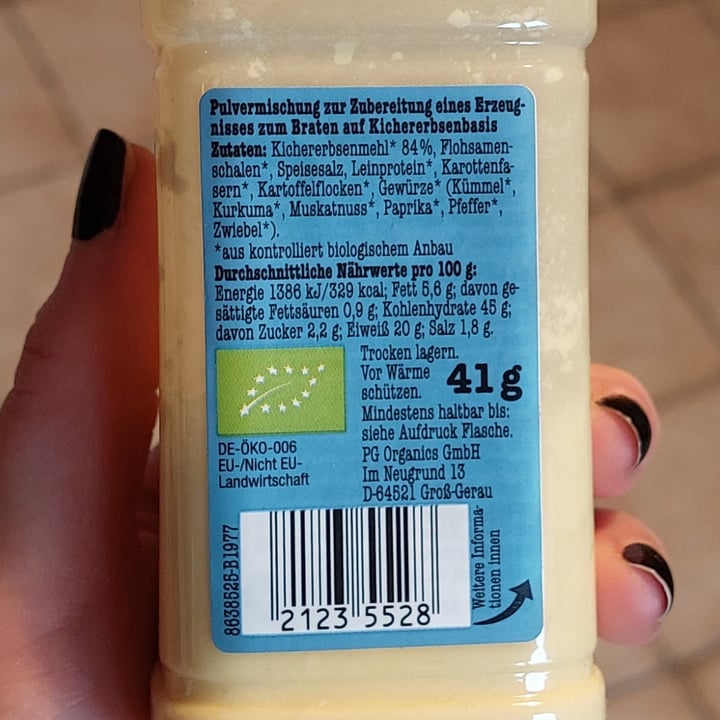 Pulvermischung zur Zubereitung eines Erzeug-
nisses zum Braten auf Kichererbsenbasis
Zutaten: Kichererbsenmehl* 84%, Flohsamen-
schalen*, Speisesalz, Leinprotein*, Karottenfa-
sern*, Kartoffelflocken*, Gewürze* (Kümmel*,
Kurkuma*, Muskatnuss*, Paprika*, Pfeffer*,
Zwiebel*).
*aus kontrolliert biologischem Anbau
Durchschnittliche Nährwerte pro 100 g:
Energie 1386 kJ/329 kcal; Fett 5,6 g; davon ge-
sättigte Fettsäuren 0,9 g; Kohlenhydrate 45 g;
davon Zucker 2,2 g; Eiweiß 20 g; Salz 1,8 g.
Trocken lagern.
Vor Wärme
schützen.
41 g
Mindestens haltbar bis:
siehe Aufdruck Flasche.
PG Organics GmbH
Im Neugrund 13
D-64521 Groß-Gerau
DE-ÖKO-006
EU-/Nicht EU-
Landwirtschaft
8638525-B1977
2123 5528
Weitere Informa-
tionen innen